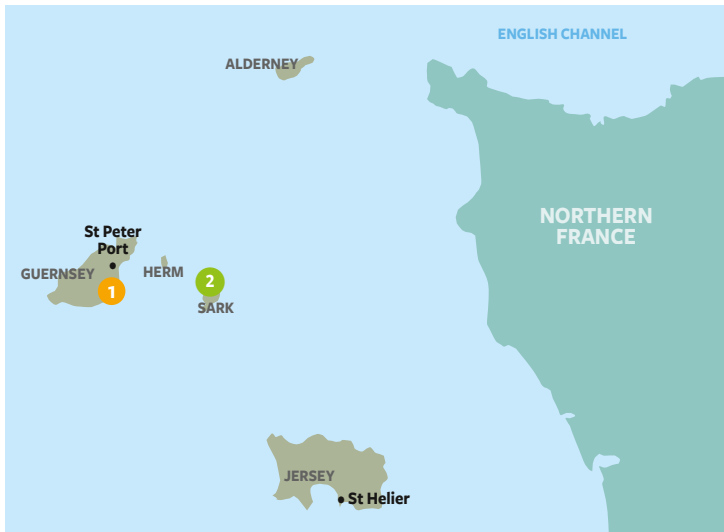 ENGLISH CHANNEL
ALDERNEY
NORTHERN
FRANCE
St Peter
Port
GUERNSEY
HERM
2
1
SARK
JERSEY
St Helier